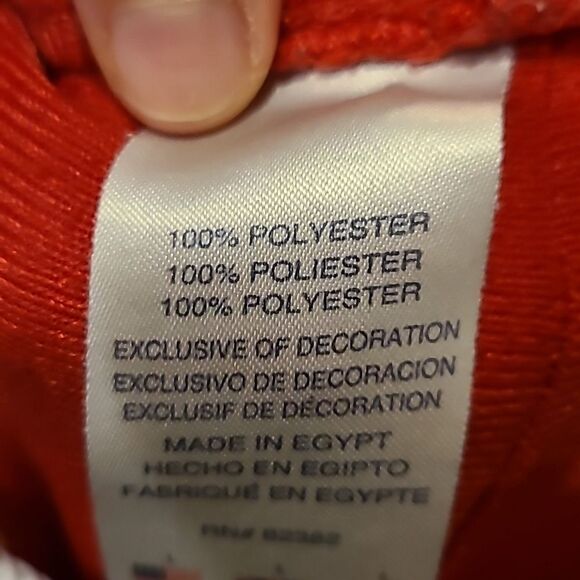 100% POLYESTER
100% POLIESTER
100% POLYESTER
EXCLUSIVE OF DECORATION
EXCLUSIVO DE DECORACION
EXCLUSIF DE DÉCORATION
MADE IN EGYPT
HECHO EN EGIPTO
FABRIQUÉ EN EGYPTE
RN#